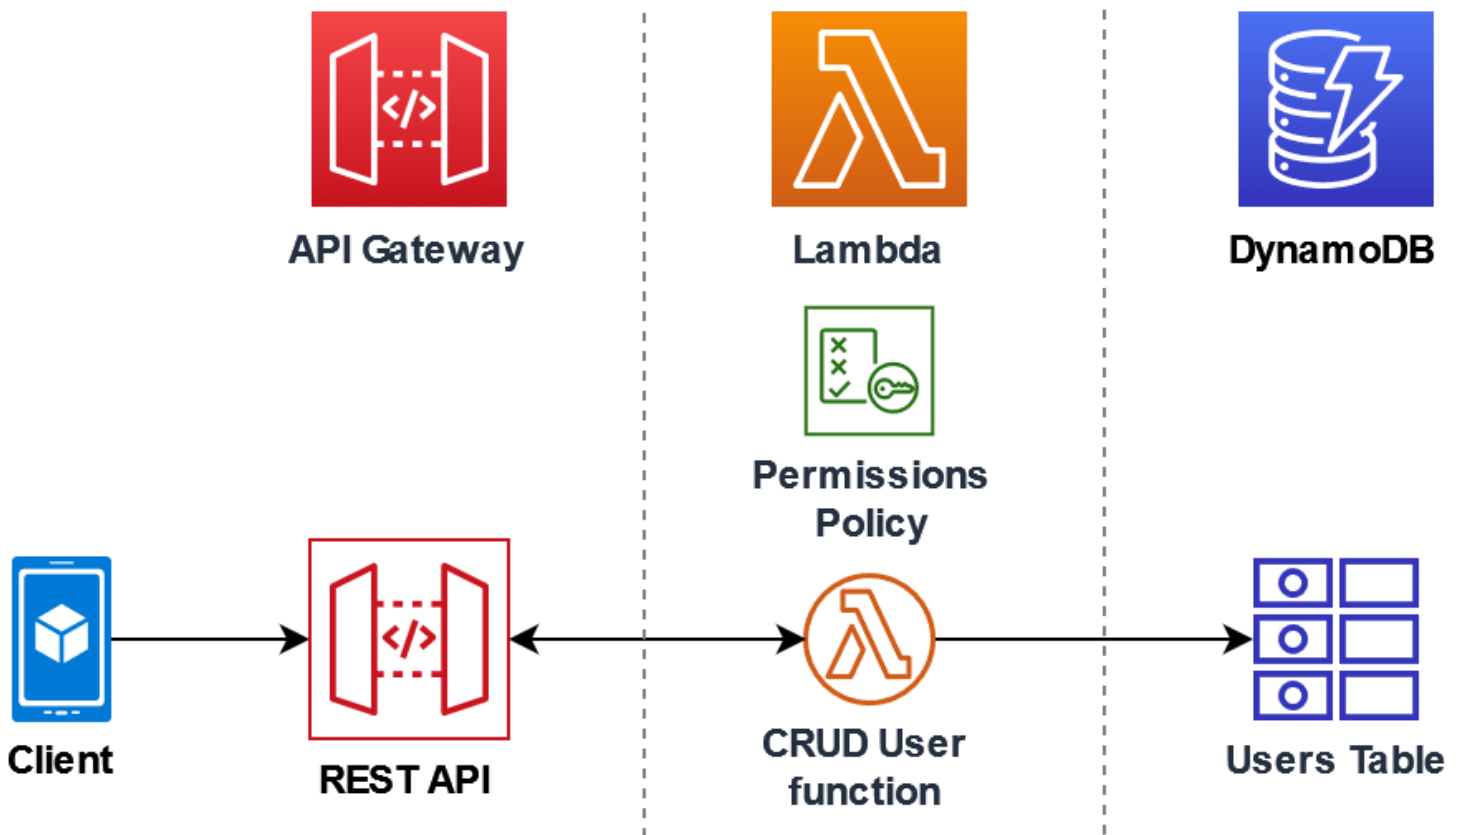 API Gateway
Lambda
DynamoDB
</>
Permissions
Policy
</>
Client
REST API
CRUD User
function
Users Table